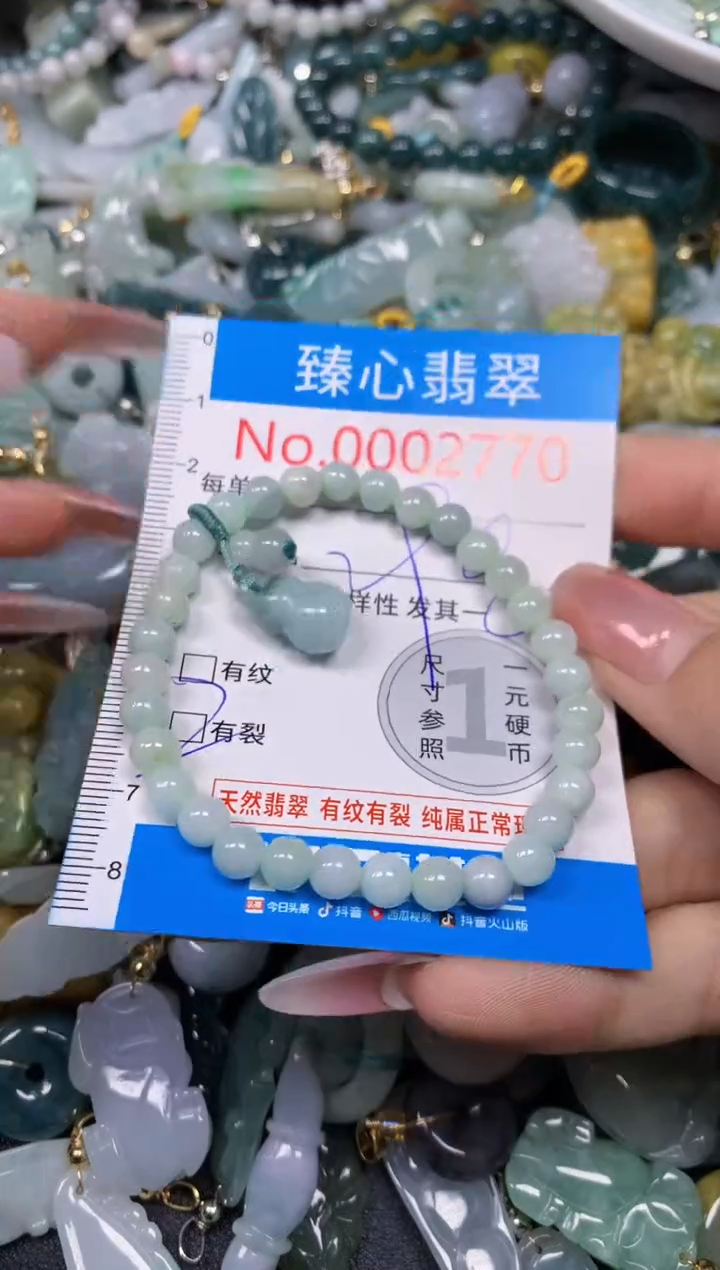 0
臻心翡翠
1
No.0002770
2
每单
样性 发其一
有纹
尺寸参照
1
一元硬币
有裂
7
天然翡翠 有纹有裂 纯属正常
8
今日头条 抖音 西瓜视频 抖音火山版